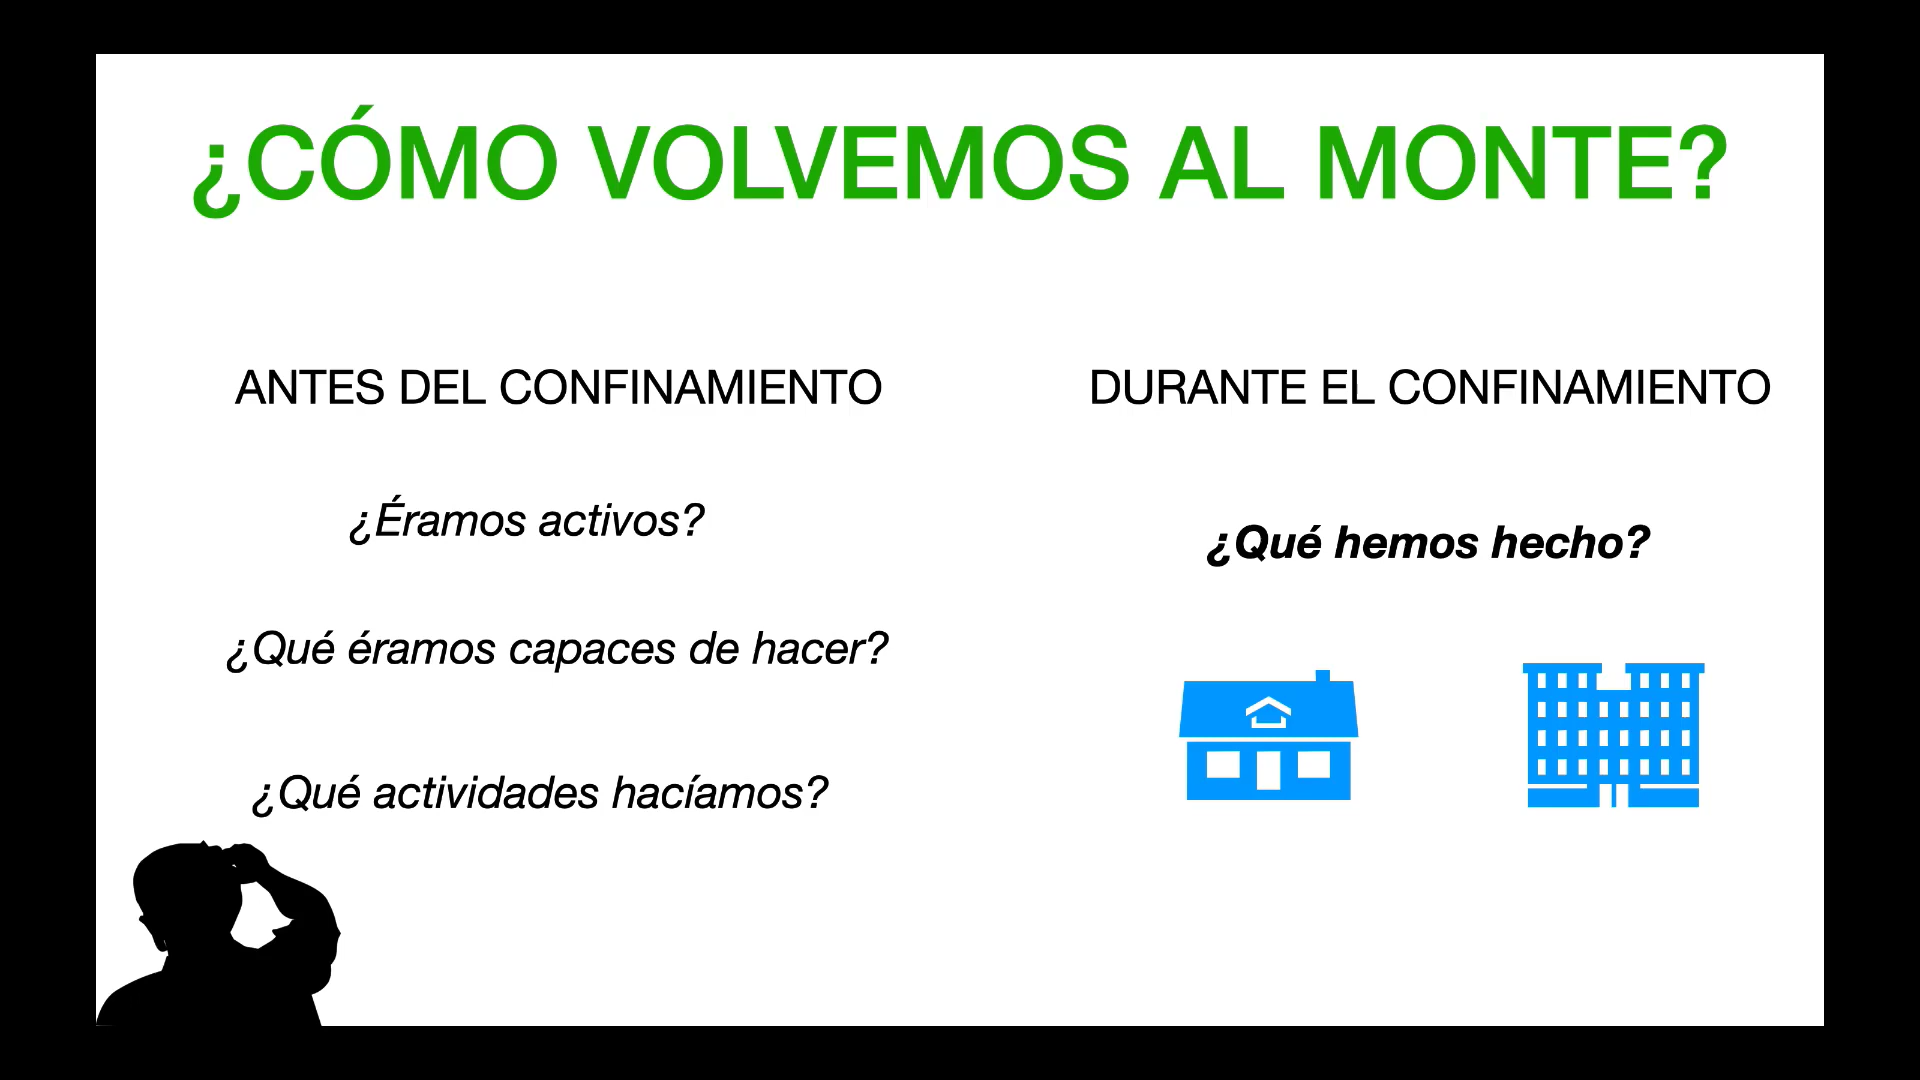 ¿CÓMO VOLVEMOS AL MONTE?
ANTES DEL CONFINAMIENTO
¿Éramos activos?
¿Qué éramos capaces de hacer?
¿Qué actividades hacíamos?
DURANTE EL CONFINAMIENTO
¿Qué hemos hecho?